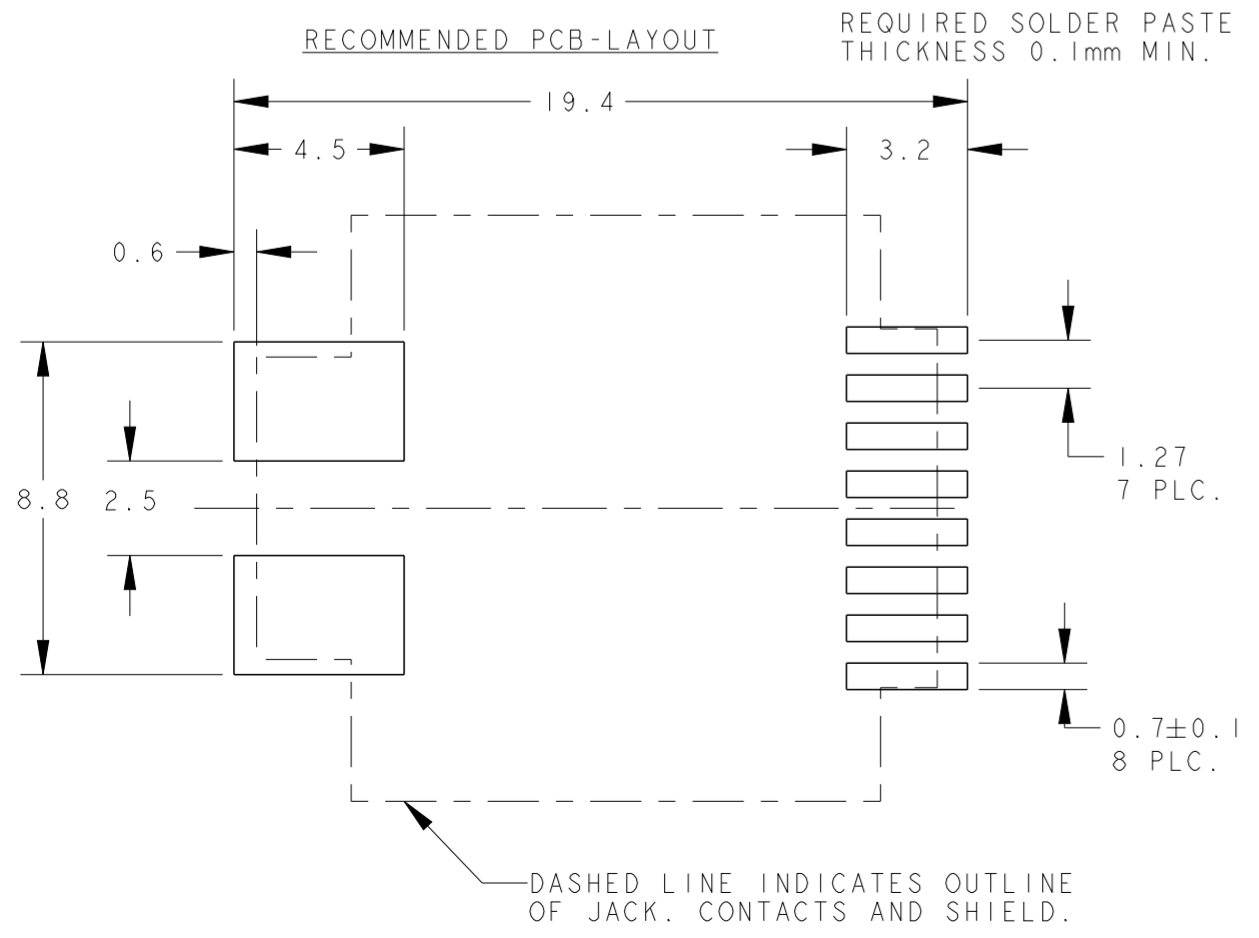 RECOMMENDED PCB-LAYOUT
REQUIRED SOLDER PASTE
THICKNESS 0.1mm MIN.
19.4
4.5
3.2
0.6
8.8
2.5
1.27
7 PLC.
0.7±0.1
8 PLC.
DASHED LINE INDICATES OUTLINE
OF JACK. CONTACTS AND SHIELD.